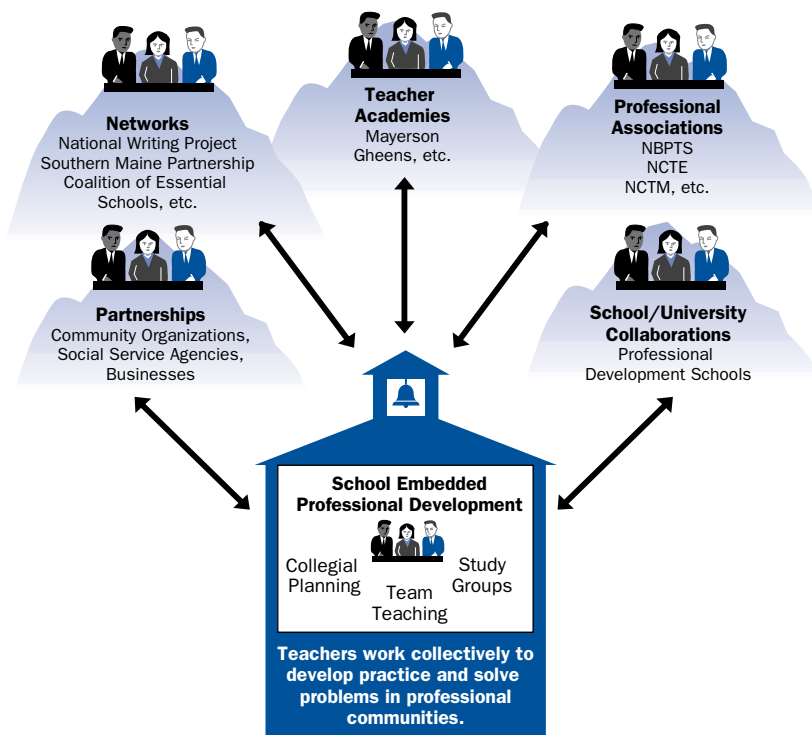 Networks
National Writing Project
Southern Maine Partnership
Coalition of Essential
Schools, etc.
Teacher
Academies
Mayerson
Gheens, etc.
Professional
Associations
NBPTS
NCTE
NCTM, etc.
Partnerships
Community Organizations,
Social Service Agencies,
Businesses
School/University
Collaborations
Professional
Development Schools
School Embedded
Professional Development
Collegial
Planning
Team
Teaching
Study
Groups
Teachers work collectively to
develop practice and solve
problems in professional
communities.